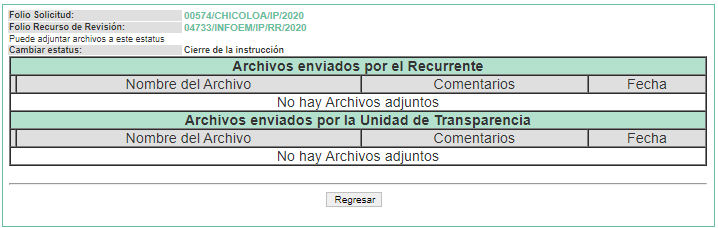 Folio Solicitud: 00574/CHICOLOA/IP/2020
Folio Recurso de Revisión: 04733/INFOEM/IP/RR/2020
Puede adjuntar archivos a este estatus
Cambiar estatus: Cierre de la instrucción
Archivos enviados por el Recurrente
Nombre del Archivo Comentarios Fecha
No hay Archivos adjuntos
Archivos enviados por la Unidad de Transparencia
Nombre del Archivo Comentarios Fecha
No hay Archivos adjuntos
Regresar